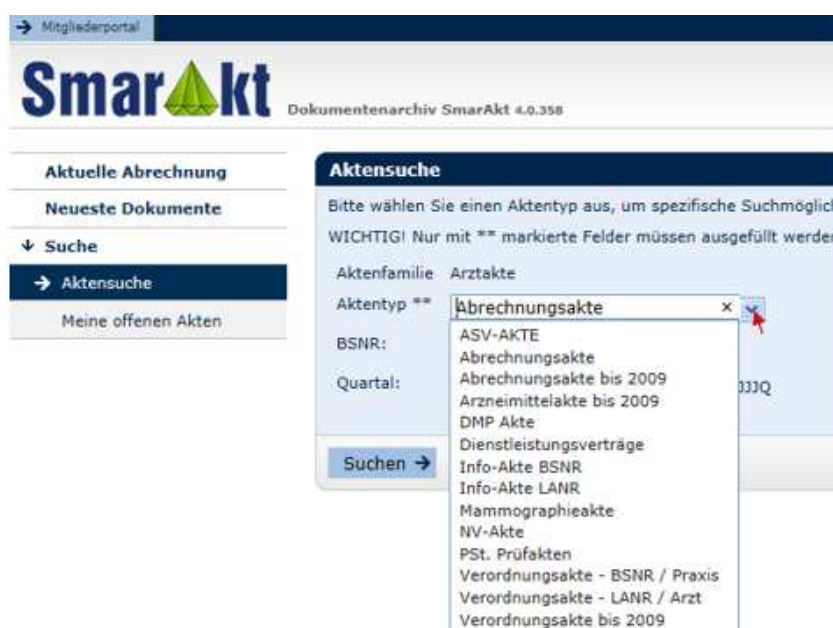 → Mitgliederportal
SmarAkt
Dokumentenarchiv SmarAkt 4.0.358
Aktuelle Abrechnung
Neueste Dokumente
↓ Suche
→ Aktensuche
Meine offenen Akten
Aktensuche
Bitte wählen Sie einen Aktentyp aus, um spezifische Suchmöglich
WICHTIG! Nur mit ** markierte Felder müssen ausgefüllt werde
Aktenfamilie Arztakte
Aktentyp ** Abrechnungsakte ×
BSNR:
Quartal: JJJQ
Suchen →
ASV-AKTE
Abrechnungsakte
Abrechnungsakte bis 2009
Arzneimittelakte bis 2009
DMP Akte
Dienstleistungsverträge
Info-Akte BSNR
Info-Akte LANR
Mammographieakte
NV-Akte
PSt. Prüfakten
Verordnungsakte - BSNR / Praxis
Verordnungsakte - LANR / Arzt
Verordnungsakte bis 2009